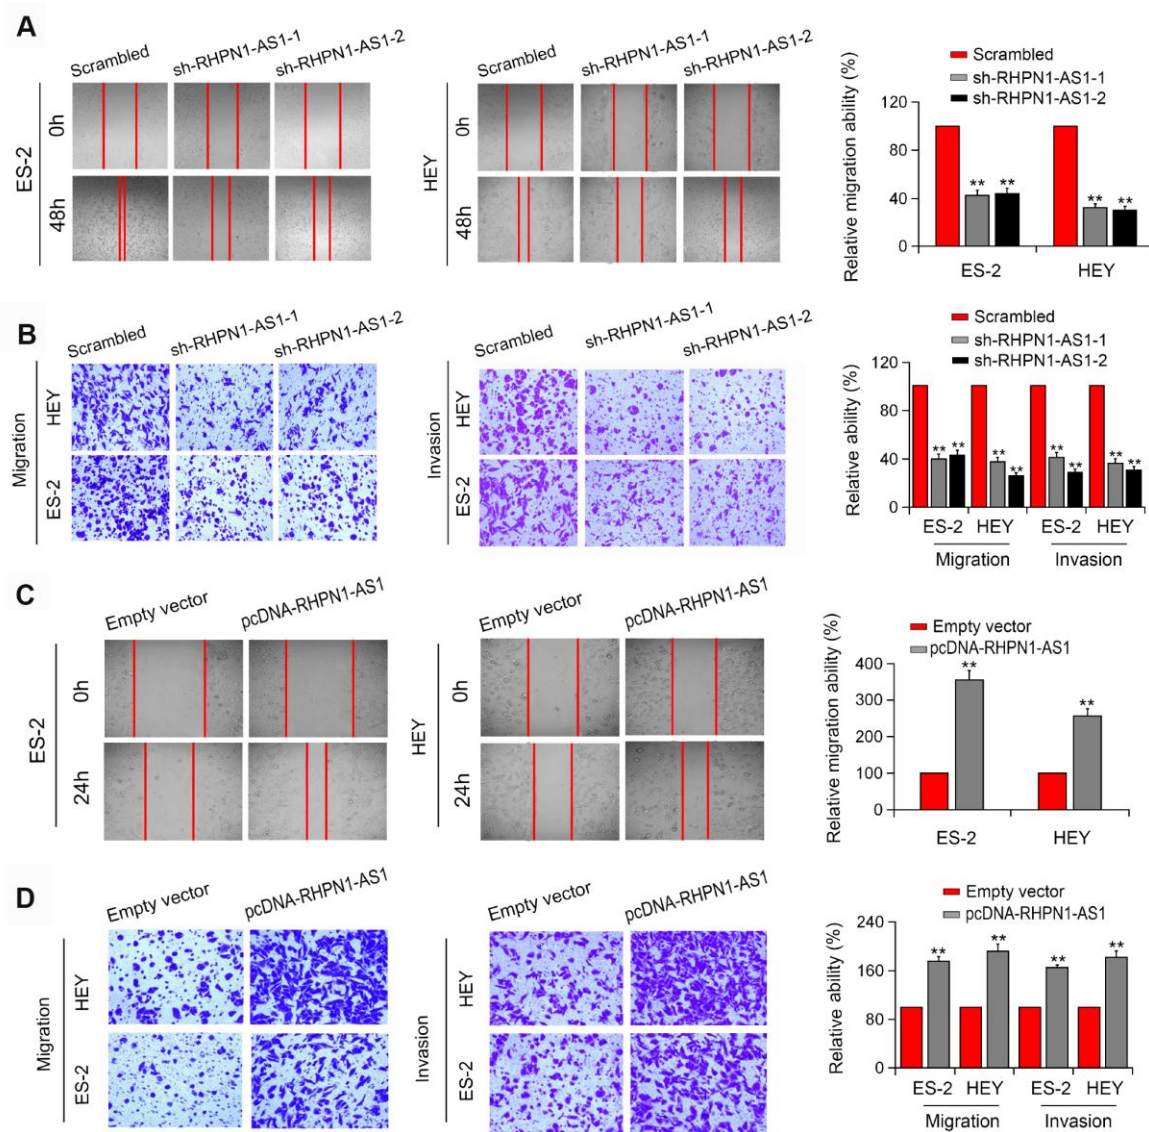 A
Scrambled
sh-RHPN1-AS1-1
sh-RHPN1-AS1-2
ES-2
0h
48h
Scrambled
sh-RHPN1-AS1-1
sh-RHPN1-AS1-2
HEY
0h
48h
Scrambled
sh-RHPN1-AS1-1
sh-RHPN1-AS1-2
Relative migration ability (%)
120
80
40
0
**
**
**
**
ES-2
HEY
B
Scrambled
sh-RHPN1-AS1-1
sh-RHPN1-AS1-2
Migration
HEY
ES-2
Scrambled
sh-RHPN1-AS1-1
sh-RHPN1-AS1-2
Invasion
HEY
ES-2
Scrambled
sh-RHPN1-AS1-1
sh-RHPN1-AS1-2
Relative ability (%)
120
80
40
0
**
**
**
**
**
**
**
**
ES-2
HEY
ES-2
HEY
Migration
Invasion
C
Empty vector
pcDNA-RHPN1-AS1
ES-2
0h
24h
Empty vector
pcDNA-RHPN1-AS1
HEY
0h
24h
Empty vector
pcDNA-RHPN1-AS1
Relative migration ability (%)
400
300
200
100
0
**
**
ES-2
HEY
D
Empty vector
pcDNA-RHPN1-AS1
Migration
HEY
ES-2
Empty vector
pcDNA-RHPN1-AS1
Invasion
HEY
ES-2
Empty vector
pcDNA-RHPN1-AS1
Relative ability (%)
240
160
80
0
**
**
**
**
ES-2
HEY
ES-2
HEY
Migration
Invasion